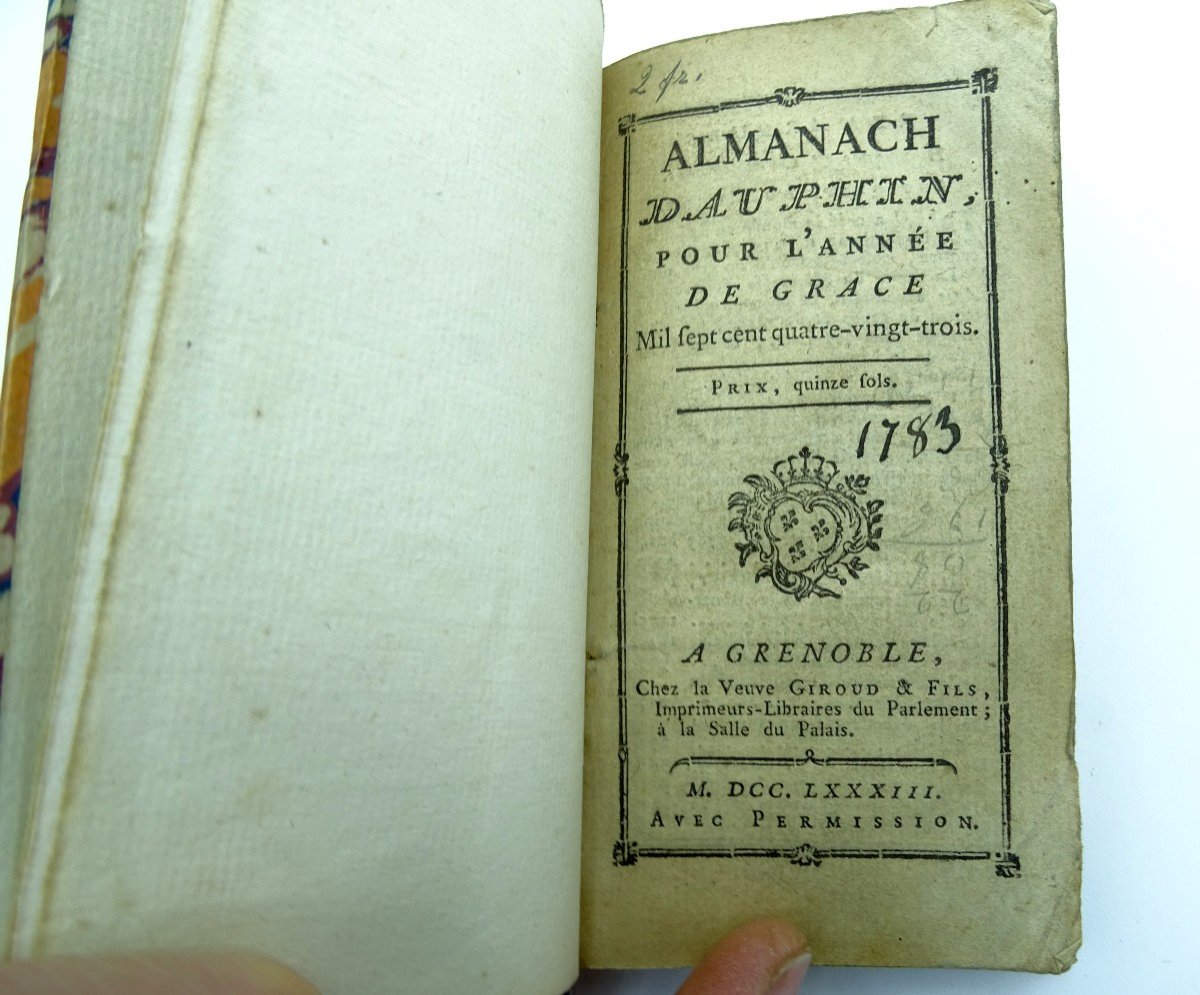 2 fr.
ALMANACH
DAUPHIN,
POUR L'ANNÉE
DE GRACE
Mil ſept cent quatre-vingt-trois.
PRIX, quinze ſols.
1783
A GRENOBLE,
Chez la Veuve GIROUD & FILS,
Imprimeurs-Libraires du Parlement;
à la Salle du Palais.
M. DCC. LXXXIII.
AVEC PERMISSION.